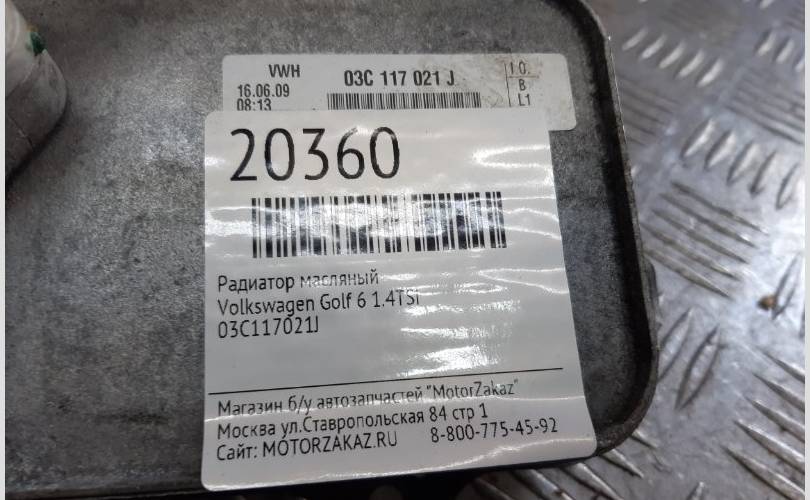 VWH 03C 117 021 J
16.06.09
08:13
B
L1
20360
Радиатор масляный
Volkswagen Golf 6 1.4TSi
03C117021J
Магазин б/у автозапчастей "MotorZakaz"
Москва ул.Ставропольская 84 стр 1
Сайт: MOTORZAKAZ.RU 8-800-775-45-92